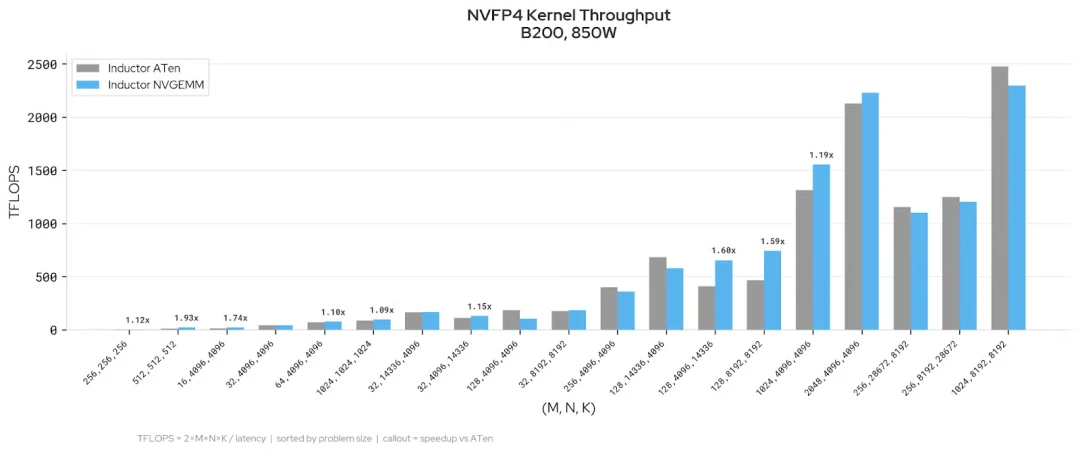 NVFP4 Kernel Throughput
B200, 850W
Inductor ATen
Inductor NVGEMM
TFLOPS
2500
2000
1500
1000
500
0
1.12x
1.93x
1.74x
1.10x
1.09x
1.15x
1.60x
1.59x
1.19x
256,256,256
512,512,512
16,4096,4096
32,4096,4096
64,4096,4096
1024,1024,1024
32,14336,4096
32,4096,14336
128,4096,4096
32,8192,8192
256,4096,4096
128,14336,4096
128,4096,14336
128,8192,8192
1024,4096,4096
2048,4096,4096
256,28672,8192
256,8192,28672
1024,8192,8192
(M, N, K)
TFLOPS = 2×M×N×K / latency | sorted by problem size | callout = speedup vs ATen